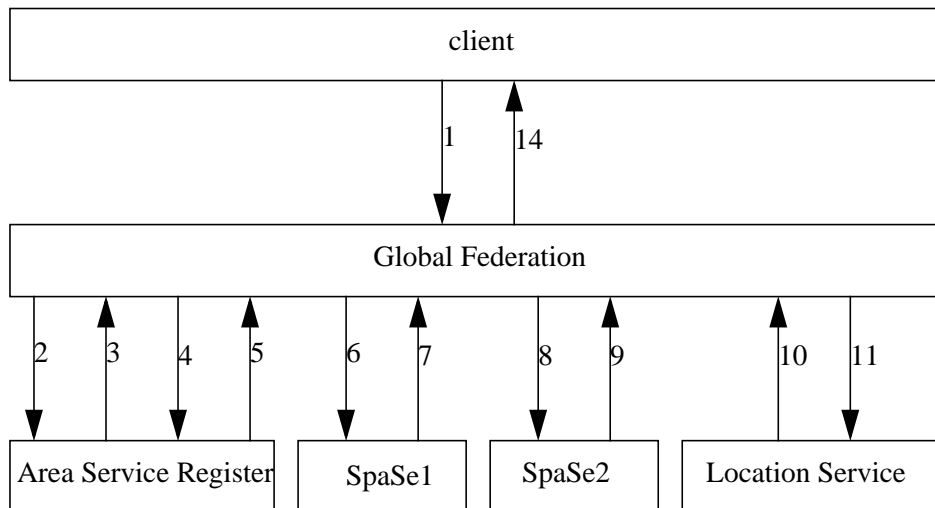 client
1
14
Global Federation
2
3
4
5
6
7
8
9
10
11
Area Service Register
SpaSe1
SpaSe2
Location Service